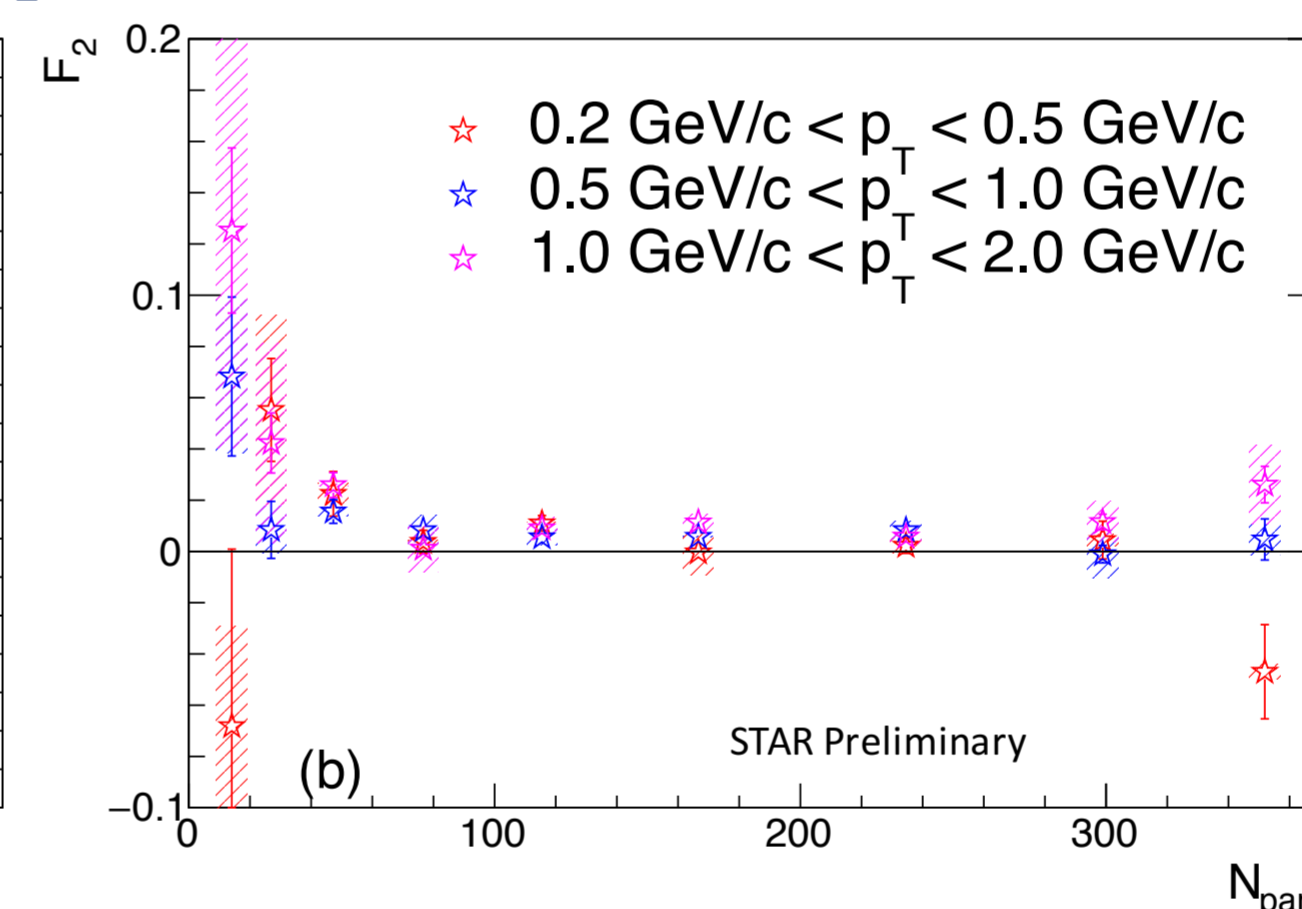 F2
0.2
0.2 GeV/c < pT < 0.5 GeV/c
0.5 GeV/c < pT < 1.0 GeV/c
1.0 GeV/c < pT < 2.0 GeV/c
0.1
0
STAR Preliminary
(b)
−0.1
0 100 200 300